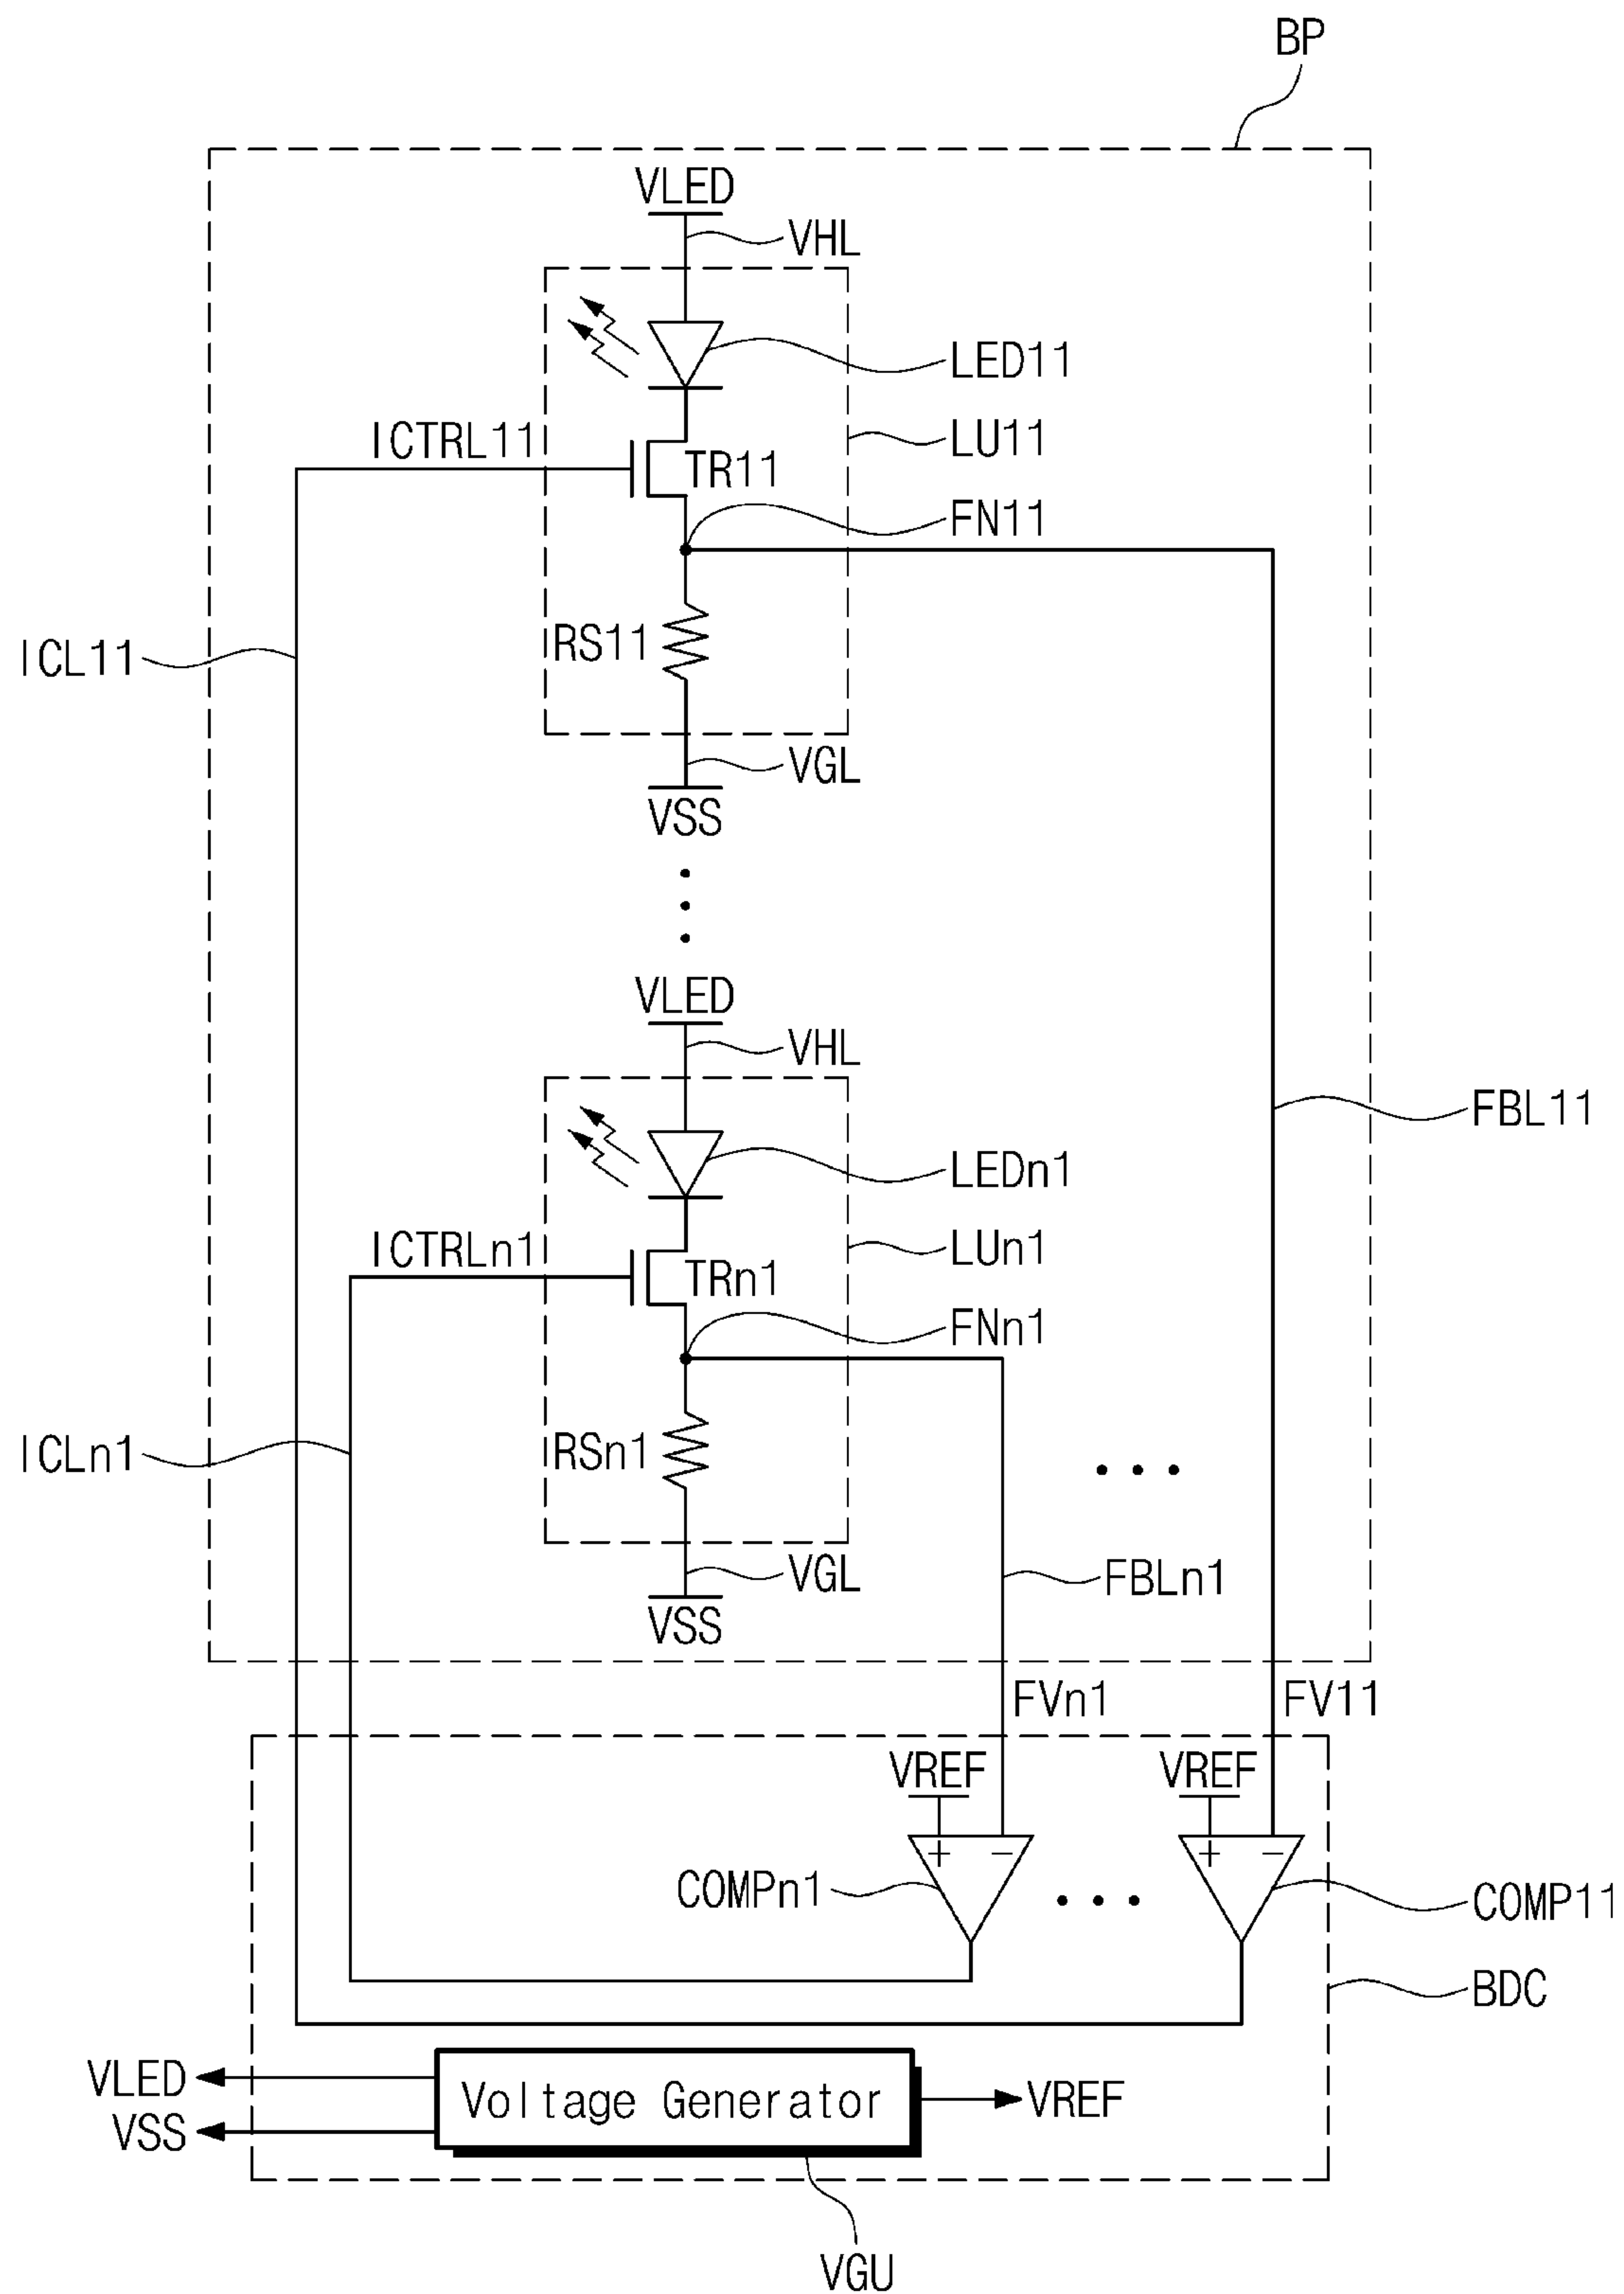 BP
VLED
VHL
LED11
ICTRL11
LU11
TR11
FN11
RS11
ICL11
VGL
VSS
VLED
VHL
FBL11
LEDn1
ICTRLn1
LUn1
TRn1
FNn1
RSn1
ICLn1
VGL
FBLn1
VSS
FVn1
FV11
VREF
VREF
+
−
+
−
COMPn1
COMP11
BDC
VLED
Voltage Generator
VREF
VSS
VGU